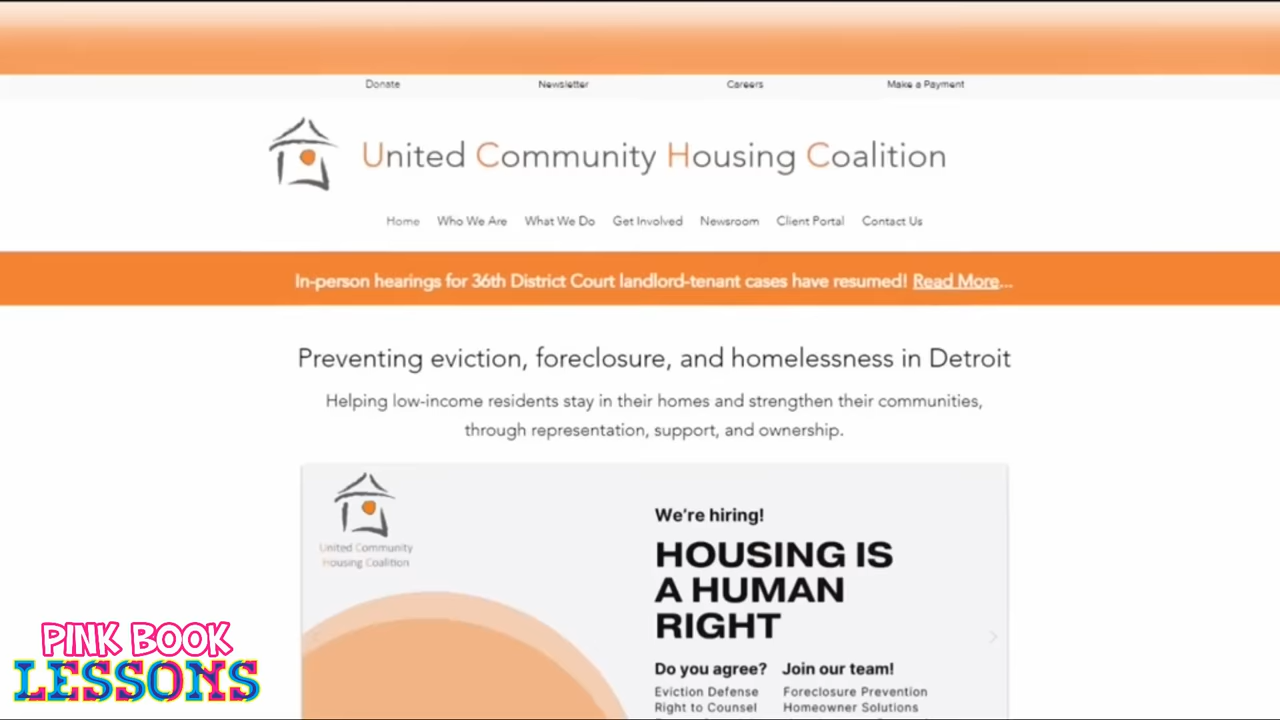 Donate Newsletter Careers Make a Payment
United Community Housing Coalition
Home Who We Are What We Do Get Involved Newsroom Client Portal Contact Us
In-person hearings for 36th District Court landlord-tenant cases have resumed! Read More...
Preventing eviction, foreclosure, and homelessness in Detroit
Helping low-income residents stay in their homes and strengthen their communities,
through representation, support, and ownership.
United Community
Housing Coalition
We're hiring!
HOUSING IS
A HUMAN
RIGHT
Do you agree? Join our team!
Eviction Defense Foreclosure Prevention
Right to Counsel Homeowner Solutions
PINK BOOK
LESSONS